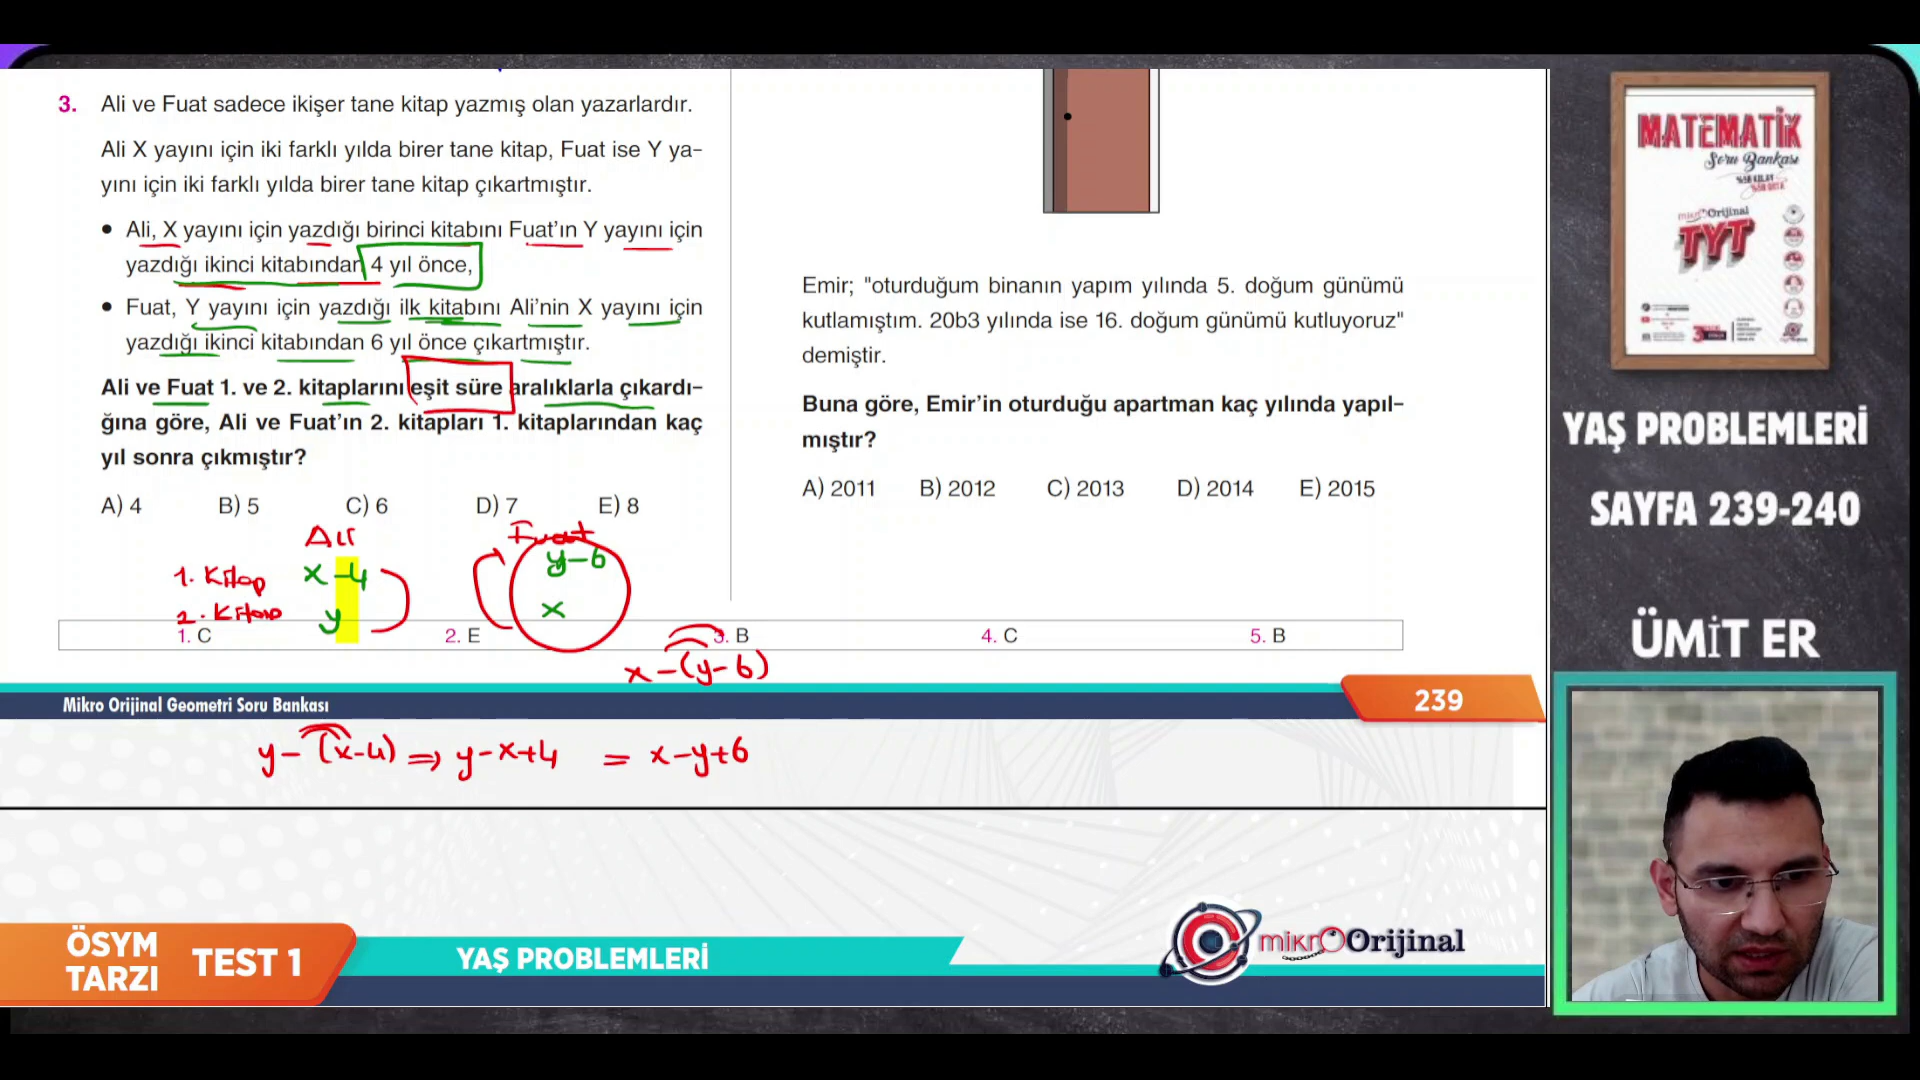 3. Ali ve Fuat sadece ikişer tane kitap yazmış olan yazarlardır.
Ali X yayını için iki farklı yılda birer tane kitap, Fuat ise Y ya–
yını için iki farklı yılda birer tane kitap çıkartmıştır.
• Ali, X yayını için yazdığı birinci kitabını Fuat'ın Y yayını için
yazdığı ikinci kitabından 4 yıl önce,
• Fuat, Y yayını için yazdığı ilk kitabını Ali'nin X yayını için
yazdığı ikinci kitabından 6 yıl önce çıkartmıştır.
Ali ve Fuat 1. ve 2. kitaplarını eşit süre aralıklarla çıkardı–
ğına göre, Ali ve Fuat'ın 2. kitapları 1. kitaplarından kaç
yıl sonra çıkmıştır?
A) 4 B) 5 C) 6 D) 7 E) 8
Ali Fuat
1. Kitap x – 4 y – 6
2. Kitap y x
Emir; "oturduğum binanın yapım yılında 5. doğum günümü
kutlamıştım. 20b3 yılında ise 16. doğum günümü kutluyoruz"
demiştir.
Buna göre, Emir'in oturduğu apartman kaç yılında yapıl–
mıştır?
A) 2011 B) 2012 C) 2013 D) 2014 E) 2015
1. C 2. E 3. B 4. C 5. B
x – (y – 6)
Mikro Orijinal Geometri Soru Bankası
239
y – (x – 4) ⇒ y – x + 4 = x – y + 6
ÖSYM
TARZI
TEST 1
YAŞ PROBLEMLERİ
mikro Orijinal
MATEMATİK
Soru Bankası
mikro Orijinal
TYT
YAŞ PROBLEMLERİ
SAYFA 239-240
ÜMİT ER